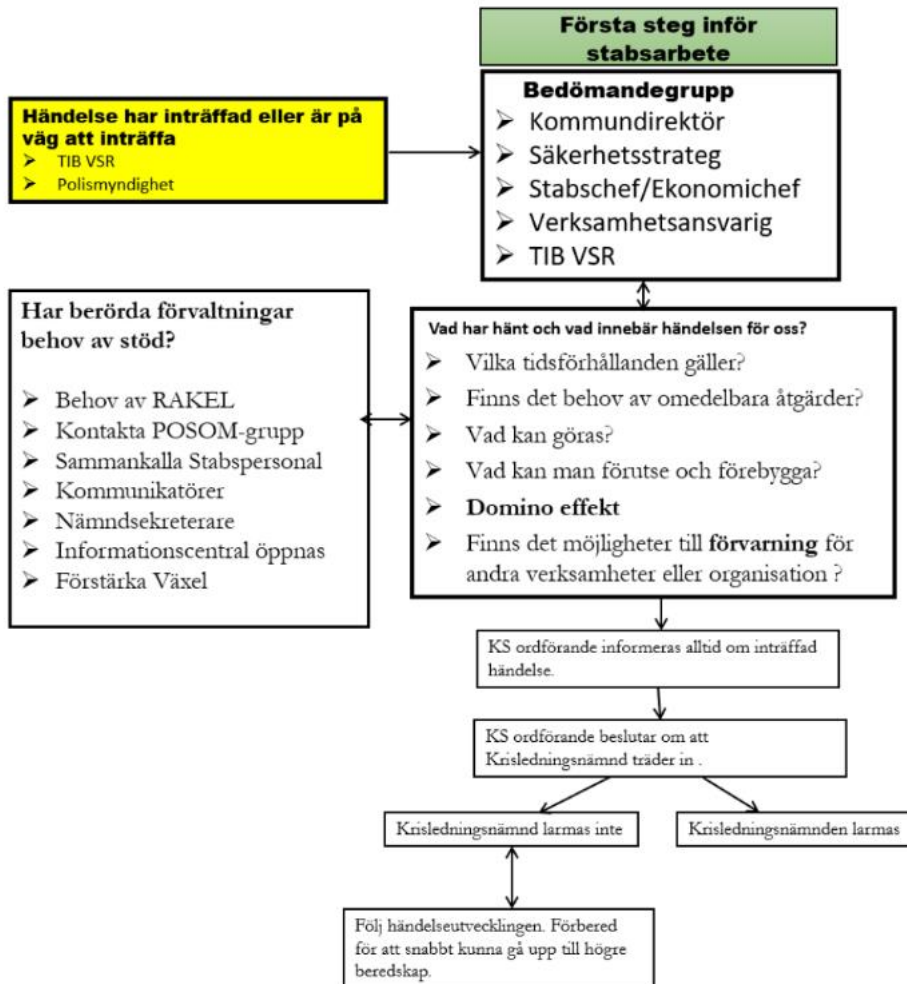 Första steg inför
stabsarbete
Bedömandegrupp
➢ Kommundirektör
➢ Säkerhetsstrateg
➢ Stabschef/Ekonomichef
➢ Verksamhetsansvarig
➢ TIB VSR
Händelse har inträffad eller är på
väg att inträffa
➢ TIB VSR
➢ Polismyndighet
Har berörda förvaltningar
behov av stöd?
➢ Behov av RAKEL
➢ Kontakta POSOM-grupp
➢ Sammankalla Stabspersonal
➢ Kommunikatörer
➢ Nämndsekreterare
➢ Informationscentral öppnas
➢ Förstärka Växel
Vad har hänt och vad innebär händelsen för oss?
➢ Vilka tidsförhållanden gäller?
➢ Finns det behov av omedelbara åtgärder?
➢ Vad kan göras?
➢ Vad kan man förutse och förebygga?
➢ Domino effekt
➢ Finns det möjligheter till förvarning för
andra verksamheter eller organisation ?
KS ordförande informeras alltid om inträffad
händelse.
KS ordförande beslutar om att
Krisledningsnämnd träder in .
Krisledningsnämnd larmas inte
Krisledningsnämnden larmas
Följ händelseutvecklingen. Förbered
för att snabbt kunna gå upp till högre
beredskap.